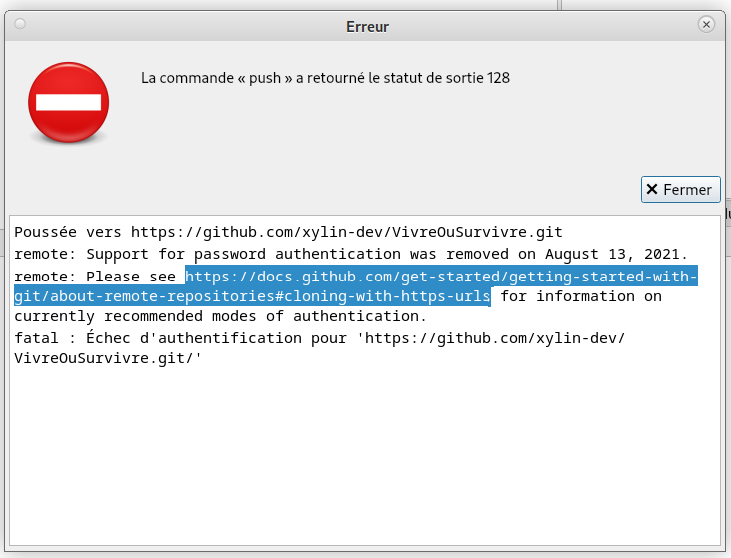 Erreur
La commande « push » a retourné le statut de sortie 128
Fermer
Poussée vers https://github.com/xylin-dev/VivreOuSurvivre.git
remote: Support for password authentication was removed on August 13, 2021.
remote: Please see https://docs.github.com/get-started/getting-started-with-
git/about-remote-repositories#cloning-with-https-urls for information on
currently recommended modes of authentication.
fatal : Échec d'authentification pour 'https://github.com/xylin-dev/
VivreOuSurvivre.git/'